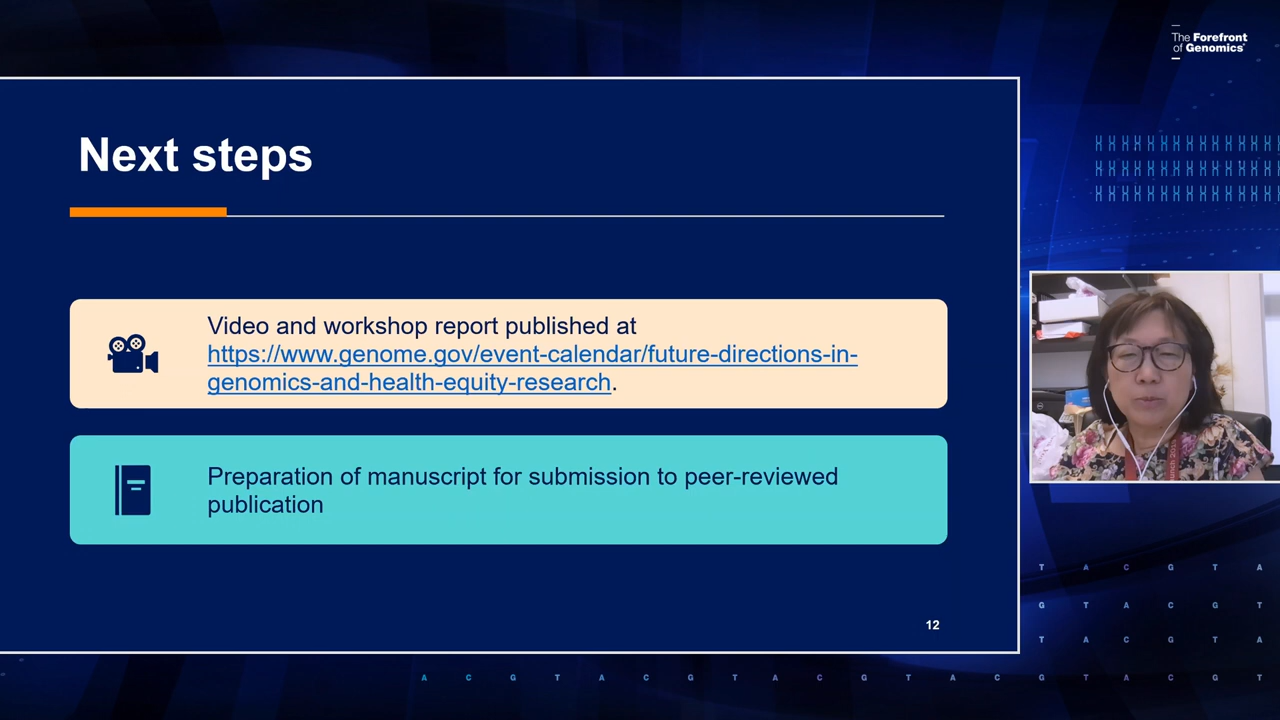 The Forefront
of Genomics®
Next steps
Video and workshop report published at
https://www.genome.gov/event-calendar/future-directions-in-
genomics-and-health-equity-research.
Preparation of manuscript for submission to peer-reviewed
publication
12
T A C G T A
G T A C G T
T A C G T A
A C G T A C G T A C G T A C G T A C G T